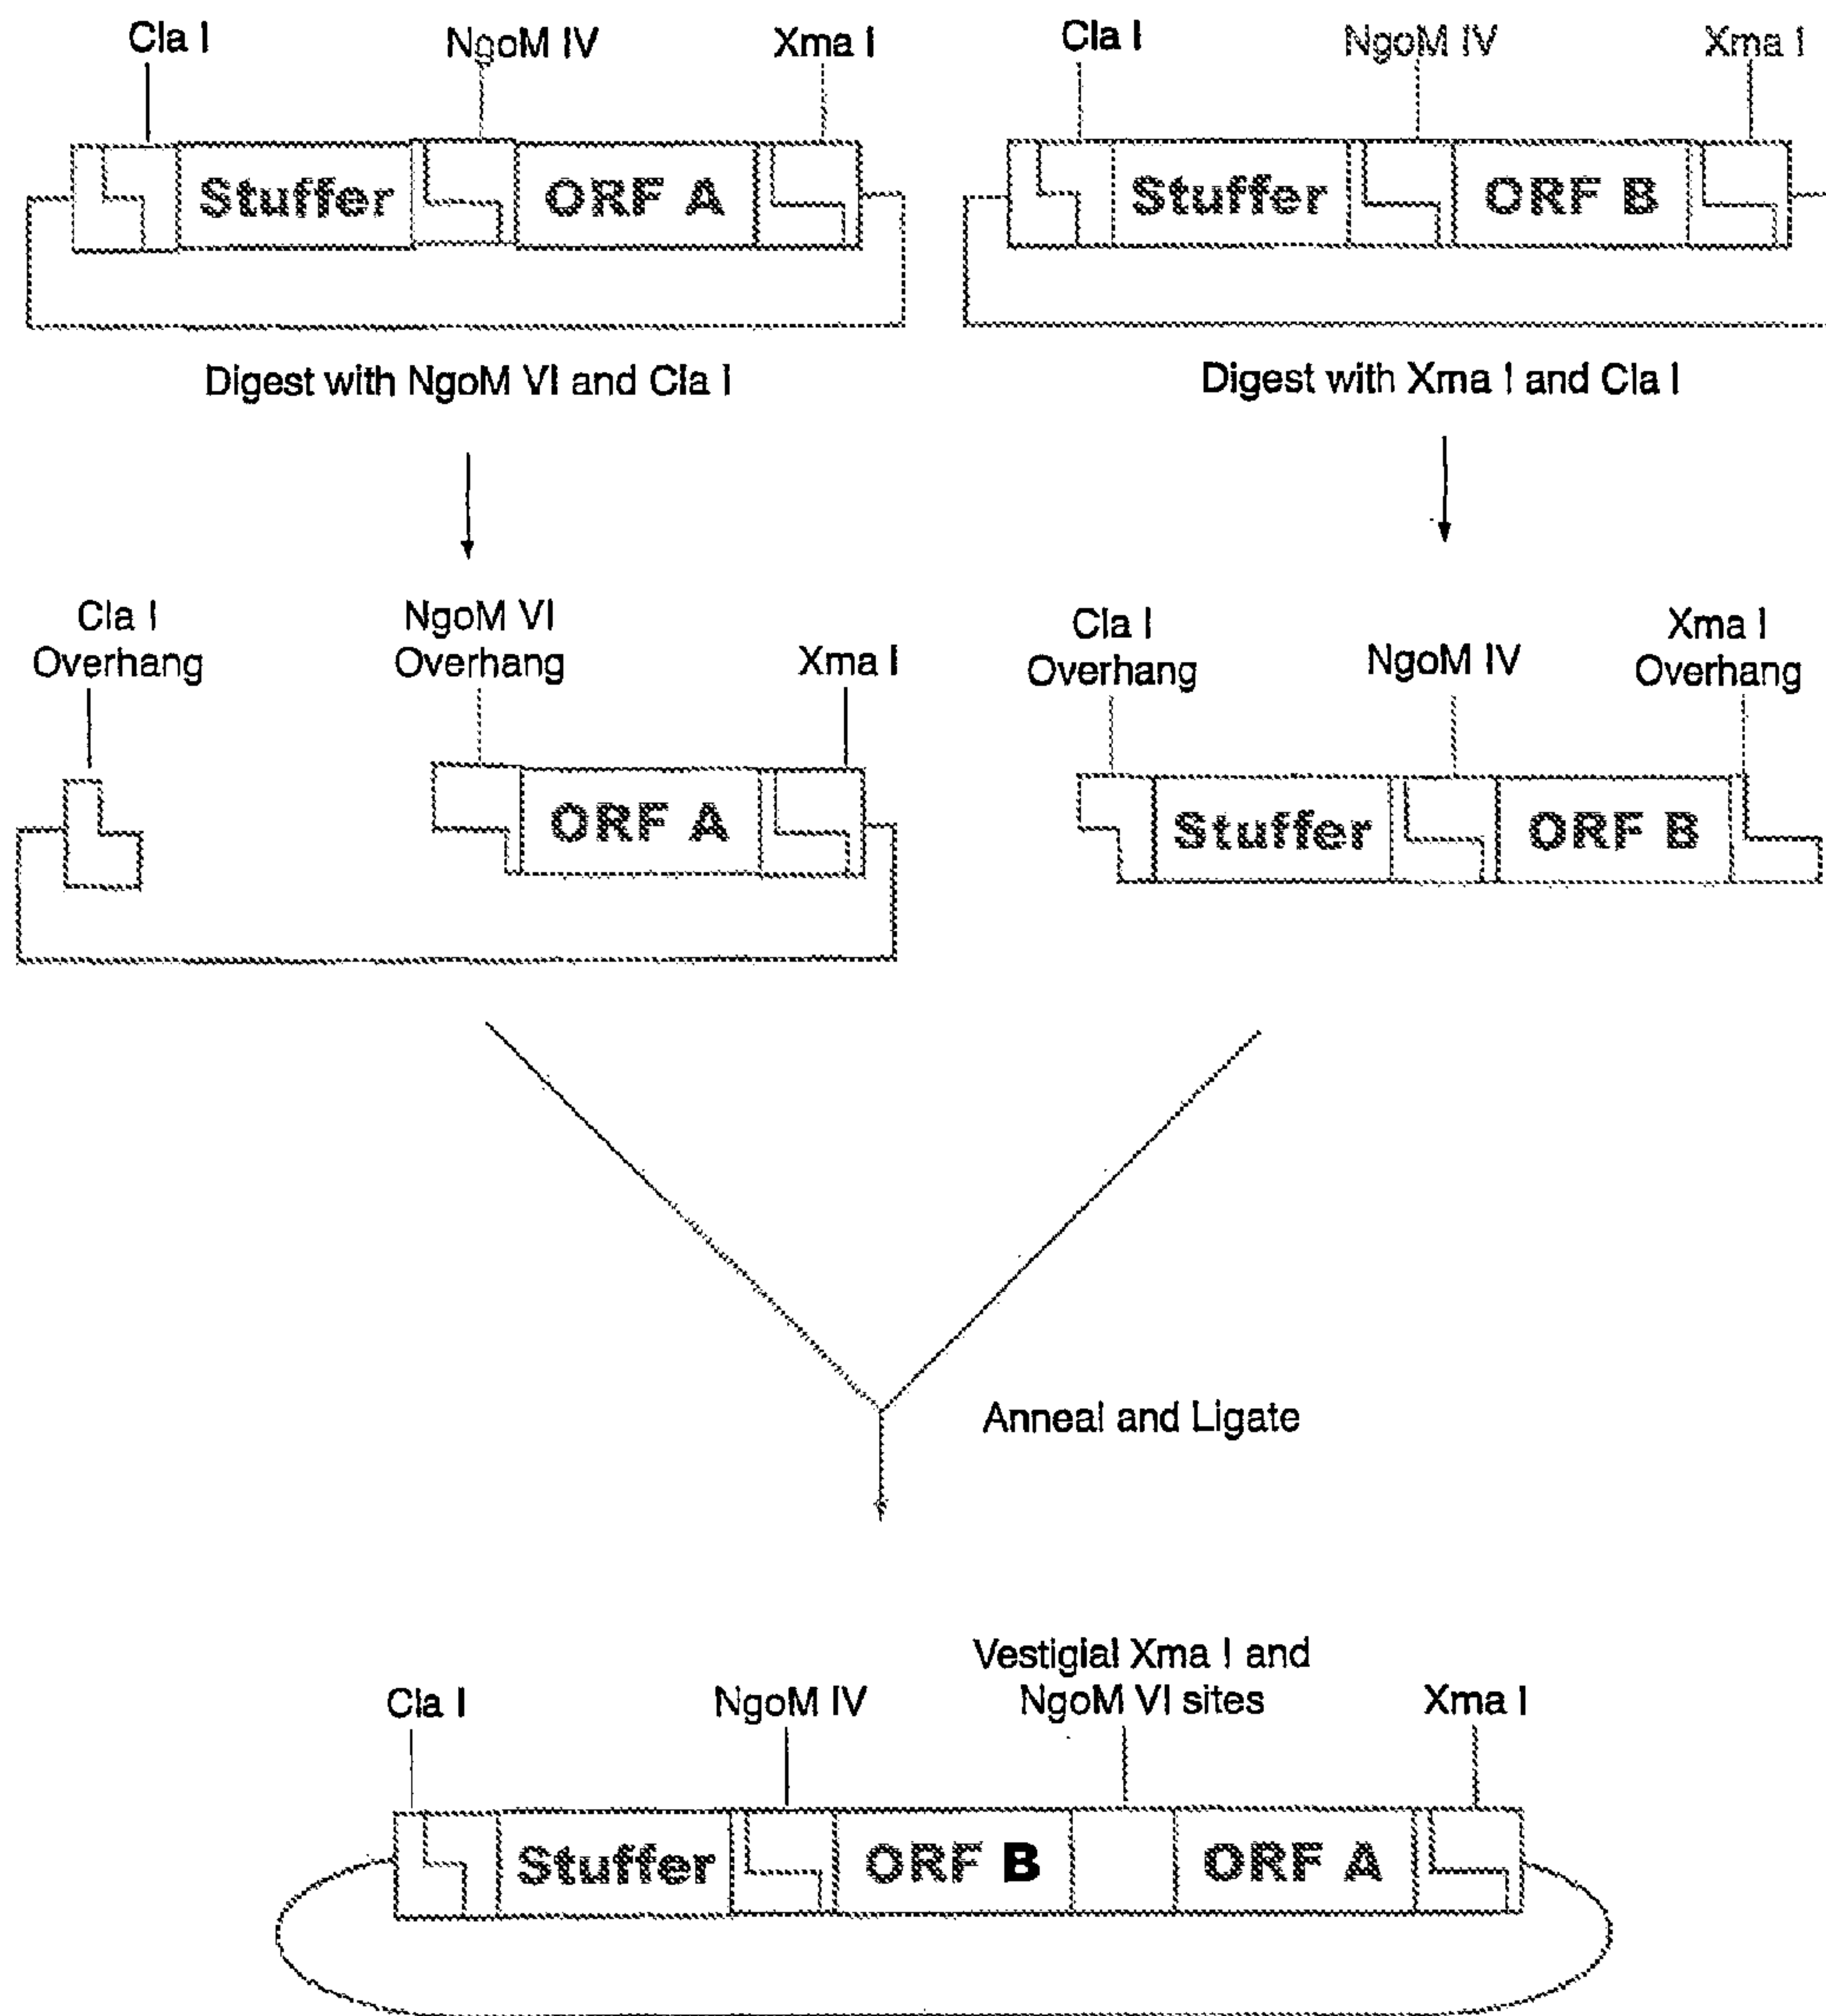 Cla I NgoM IV Xma I Cla I NgoM IV Xma I
Stuffer ORF A Stuffer ORF B
Digest with NgoM VI and Cla I Digest with Xma I and Cla I
Cla I
Overhang
NgoM VI
Overhang
Xma I
Cla I
Overhang
NgoM IV
Xma I
Overhang
ORF A Stuffer ORF B
Anneal and Ligate
Cla I
NgoM IV
Vestigial Xma I and
NgoM VI sites
Xma I
Stuffer ORF B ORF A